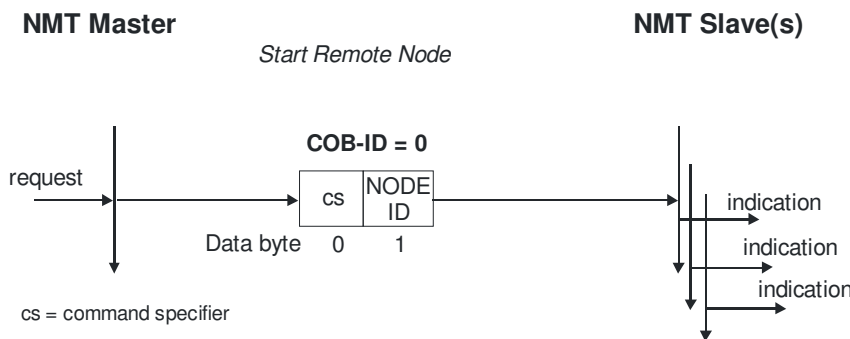 NMT Master
NMT Slave(s)
Start Remote Node
COB-ID = 0
request
cs
NODE
ID
indication
Data byte 0 1
indication
indication
cs = command specifier